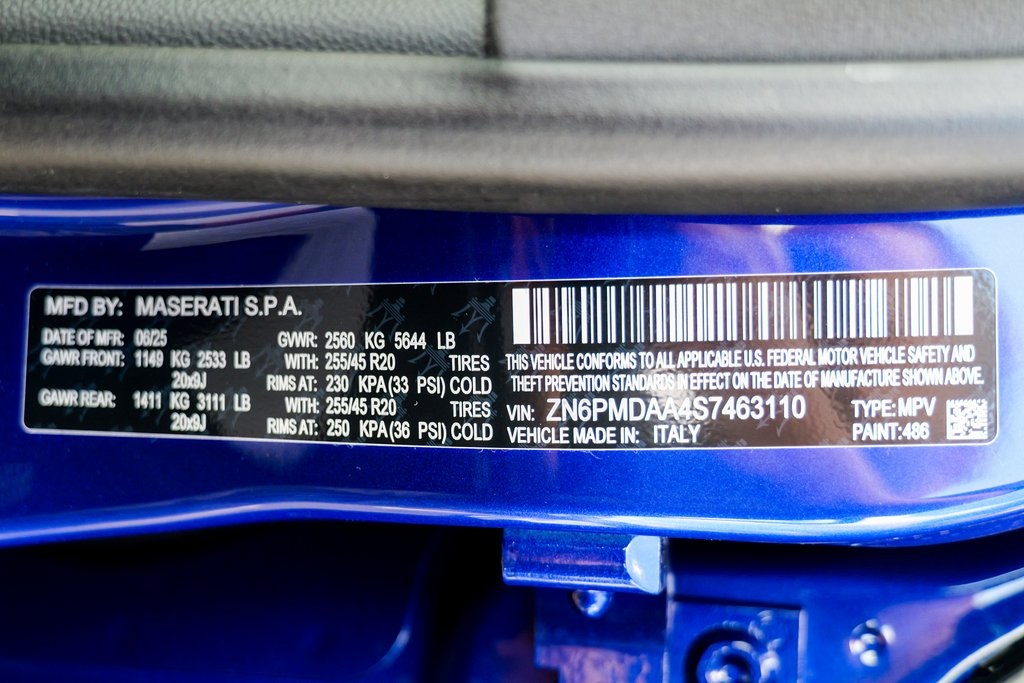 MFD BY: MASERATI S.P.A.
DATE OF MFR: 06/25 GVWR: 2560 KG 5644 LB
GAWR FRONT: 1149 KG 2533 LB WITH: 255/45 R20 TIRES
20x9J RIMS AT: 230 KPA (33 PSI) COLD
GAWR REAR: 1411 KG 3111 LB WITH: 255/45 R20 TIRES
20x9J RIMS AT: 250 KPA (36 PSI) COLD
THIS VEHICLE CONFORMS TO ALL APPLICABLE U.S. FEDERAL MOTOR VEHICLE SAFETY AND
THEFT PREVENTION STANDARDS IN EFFECT ON THE DATE OF MANUFACTURE SHOWN ABOVE.
VIN: ZN6PMDAA4S7463110 TYPE: MPV
VEHICLE MADE IN: ITALY PAINT: 486